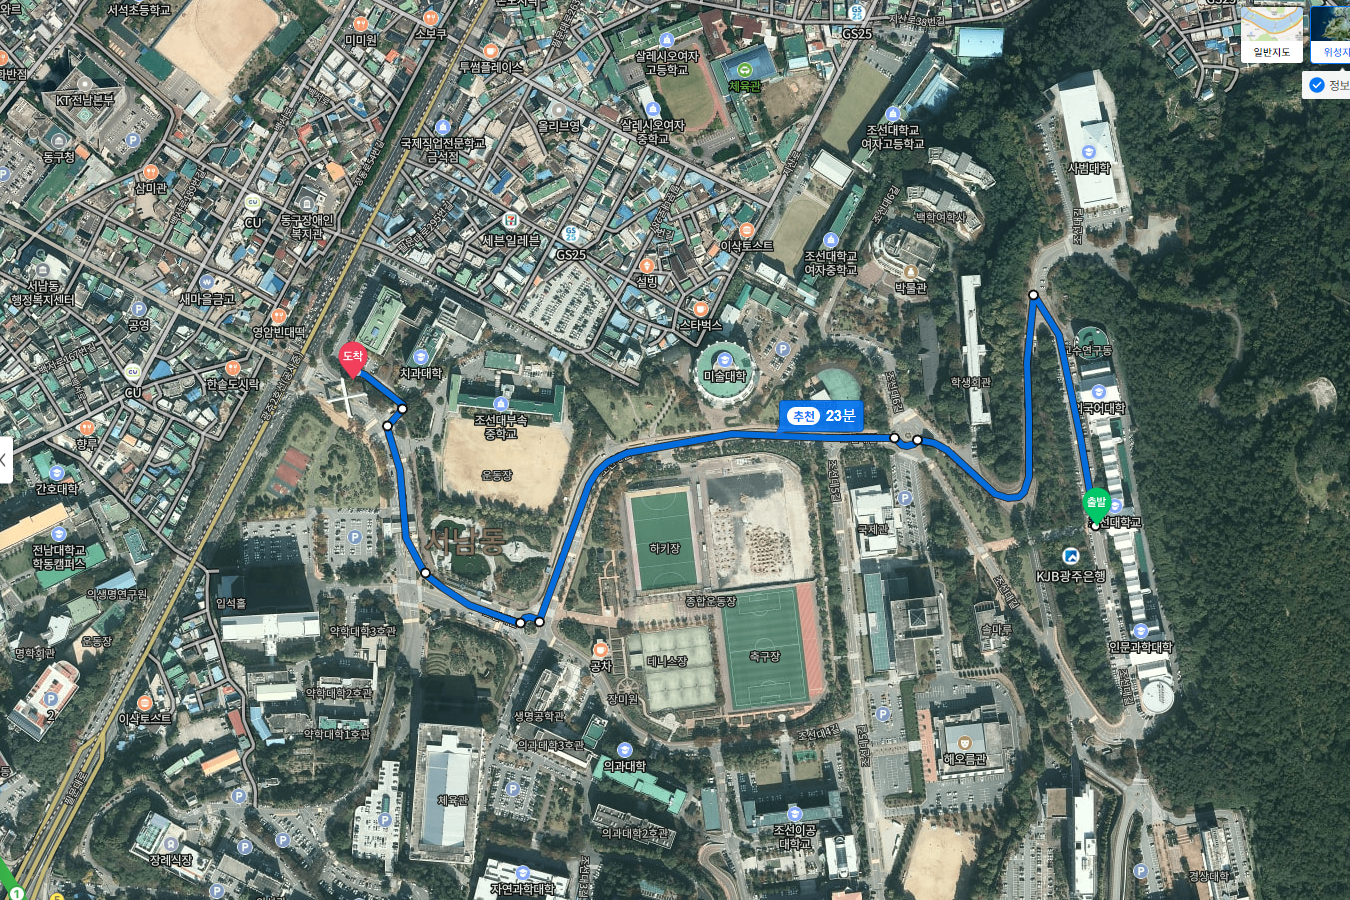 서석초등학교
미미원
소보쿠
GS25
지산로38번길
GS25
일반지도
정보
KT전남본부
투썸플레이스
살레시오여자
고등학교
체육관
올리브영
살레시오여자
중학교
국제직업전문학교
금석점
조선대학교
여자고등학교
사범대학
동구청
삼미관
CU
동구장애인
복지관
세븐일레븐
GS25
이삭토스트
백학여학사
조선대6길
조선대학교
여자중학교
박물관
서남동
행정복지센터
새마을금고
공영
영암빈대떡
설빙
스타벅스
도착
치과대학
미술대학
한솥도시락
CU
학생회관
추천 23분
조선대부속
중학교
운동장
향루
간호대학
전남대학교
학동캠퍼스
서남동
하키장
국제관
출발
KJB광주은행
의생명연구원
입석홀
종합운동장
약학대학3호관
운동장
명학회관
공차
테니스장
축구장
솔마루
인문과학대학
약학대학2호관
장미원
이삭토스트
2
생명공학관
약학대학1호관
의과대학3호관
조선대4길
의과대학
해오름관
체육관
의과대학2호관
조선이공
대학교
장례식장
자연과학대학
경상대학
1